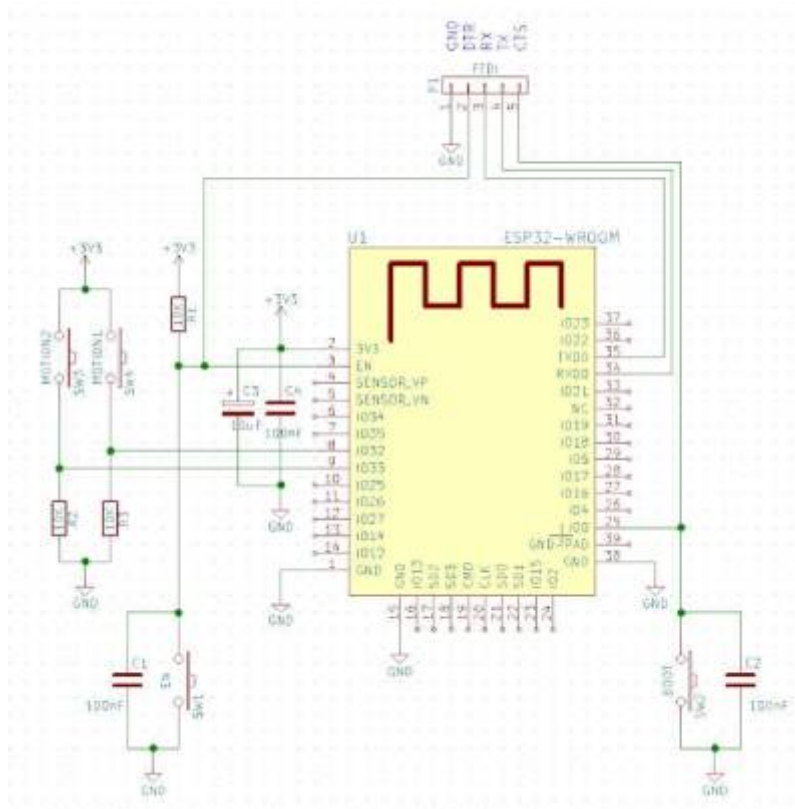 GND
DTR
RX
TX
CTS
P1
FTDI
1
2
3
4
5
GND
U1
ESP32-WROOM
+3V3
+3V3
+3V3
10K
R1
MOTION2
SW3
MOTION1
SW4
C3
10uF
C4
100nF
2
3V3
3
EN
4
SENSOR_VP
5
SENSOR_VN
6
IO34
7
IO35
8
IO32
9
IO33
10
IO25
11
IO26
12
IO27
13
IO14
14
IO12
1
GND
IO23
37
IO22
36
TXD0
35
RXD0
34
IO21
33
NC
32
IO19
31
IO18
30
IO5
29
IO17
28
IO16
27
IO4
26
IO0
25
GND-PAD
39
GND
38
GND
IO13
SD2
SD3
CMD
CLK
SD0
SD1
IO15
IO2
15
16
17
18
19
20
21
22
23
24
10K
R2
10K
R3
GND
GND
GND
GND
GND
C1
100nF
EN
SW1
GND
BOOT
SW2
C2
100nF
GND